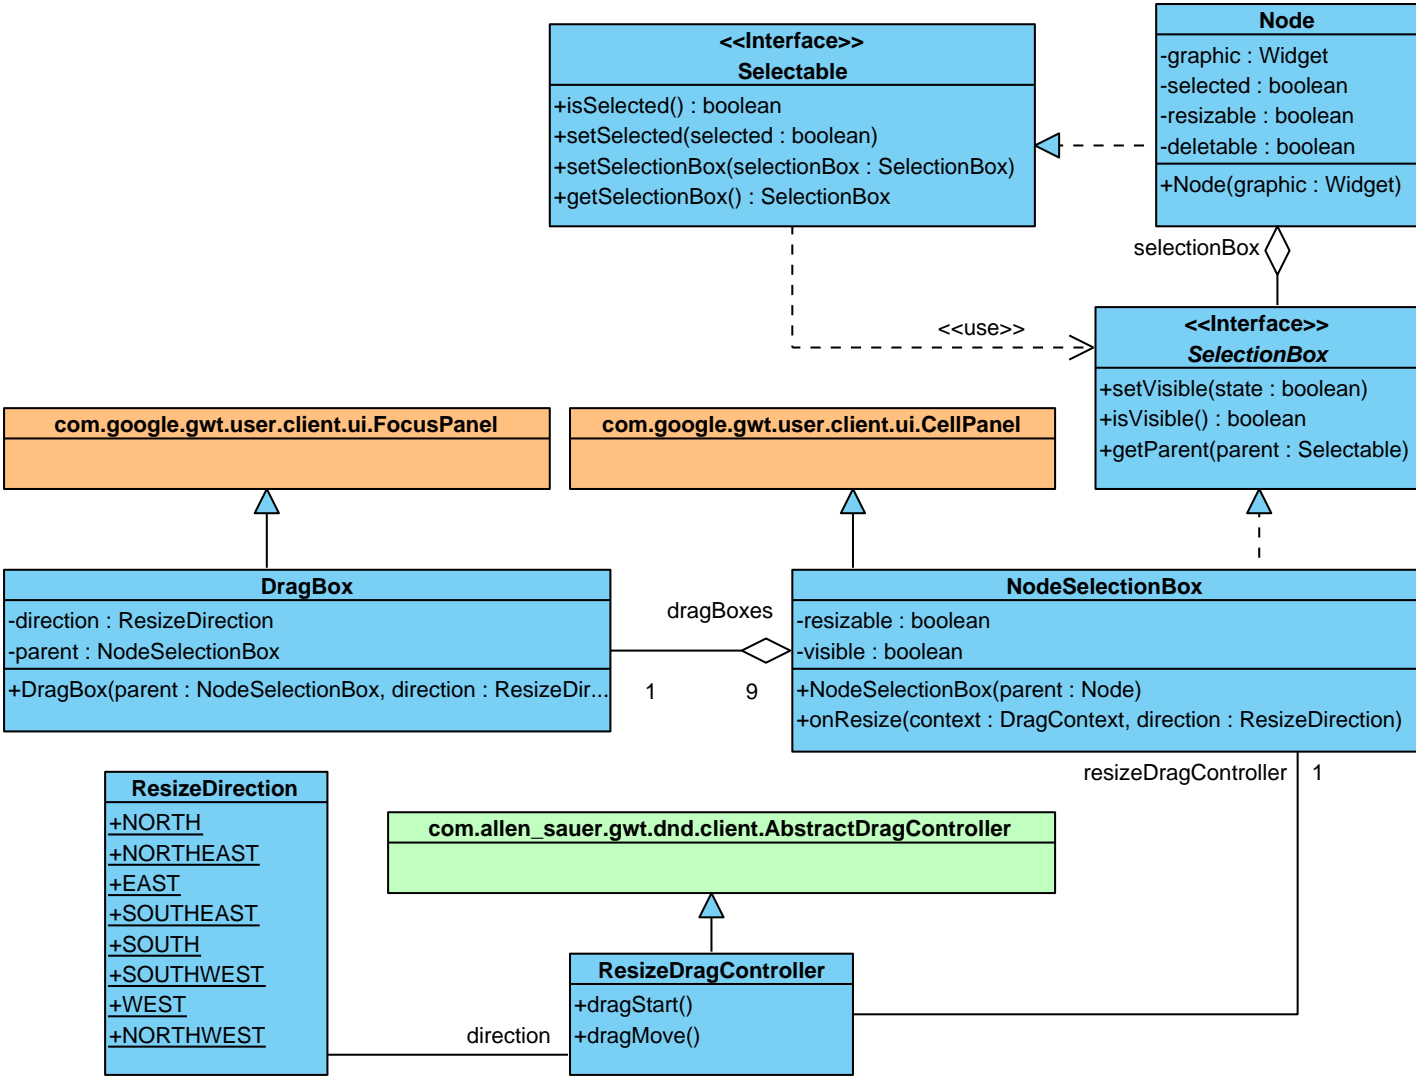 <<Interface>>
Selectable
+isSelected() : boolean
+setSelected(selected : boolean)
+setSelectionBox(selectionBox : SelectionBox)
+getSelectionBox() : SelectionBox
Node
-graphic : Widget
-selected : boolean
-resizable : boolean
-deletable : boolean
+Node(graphic : Widget)
selectionBox
<<use>>
<<Interface>>
SelectionBox
+setVisible(state : boolean)
+isVisible() : boolean
+getParent(parent : Selectable)
com.google.gwt.user.client.ui.FocusPanel
com.google.gwt.user.client.ui.CellPanel
DragBox
-direction : ResizeDirection
-parent : NodeSelectionBox
+DragBox(parent : NodeSelectionBox, direction : ResizeDir...
dragBoxes
1
9
NodeSelectionBox
-resizable : boolean
-visible : boolean
+NodeSelectionBox(parent : Node)
+onResize(context : DragContext, direction : ResizeDirection)
resizeDragController
1
ResizeDirection
+NORTH
+NORTHEAST
+EAST
+SOUTHEAST
+SOUTH
+SOUTHWEST
+WEST
+NORTHWEST
com.allen_sauer.gwt.dnd.client.AbstractDragController
direction
ResizeDragController
+dragStart()
+dragMove()